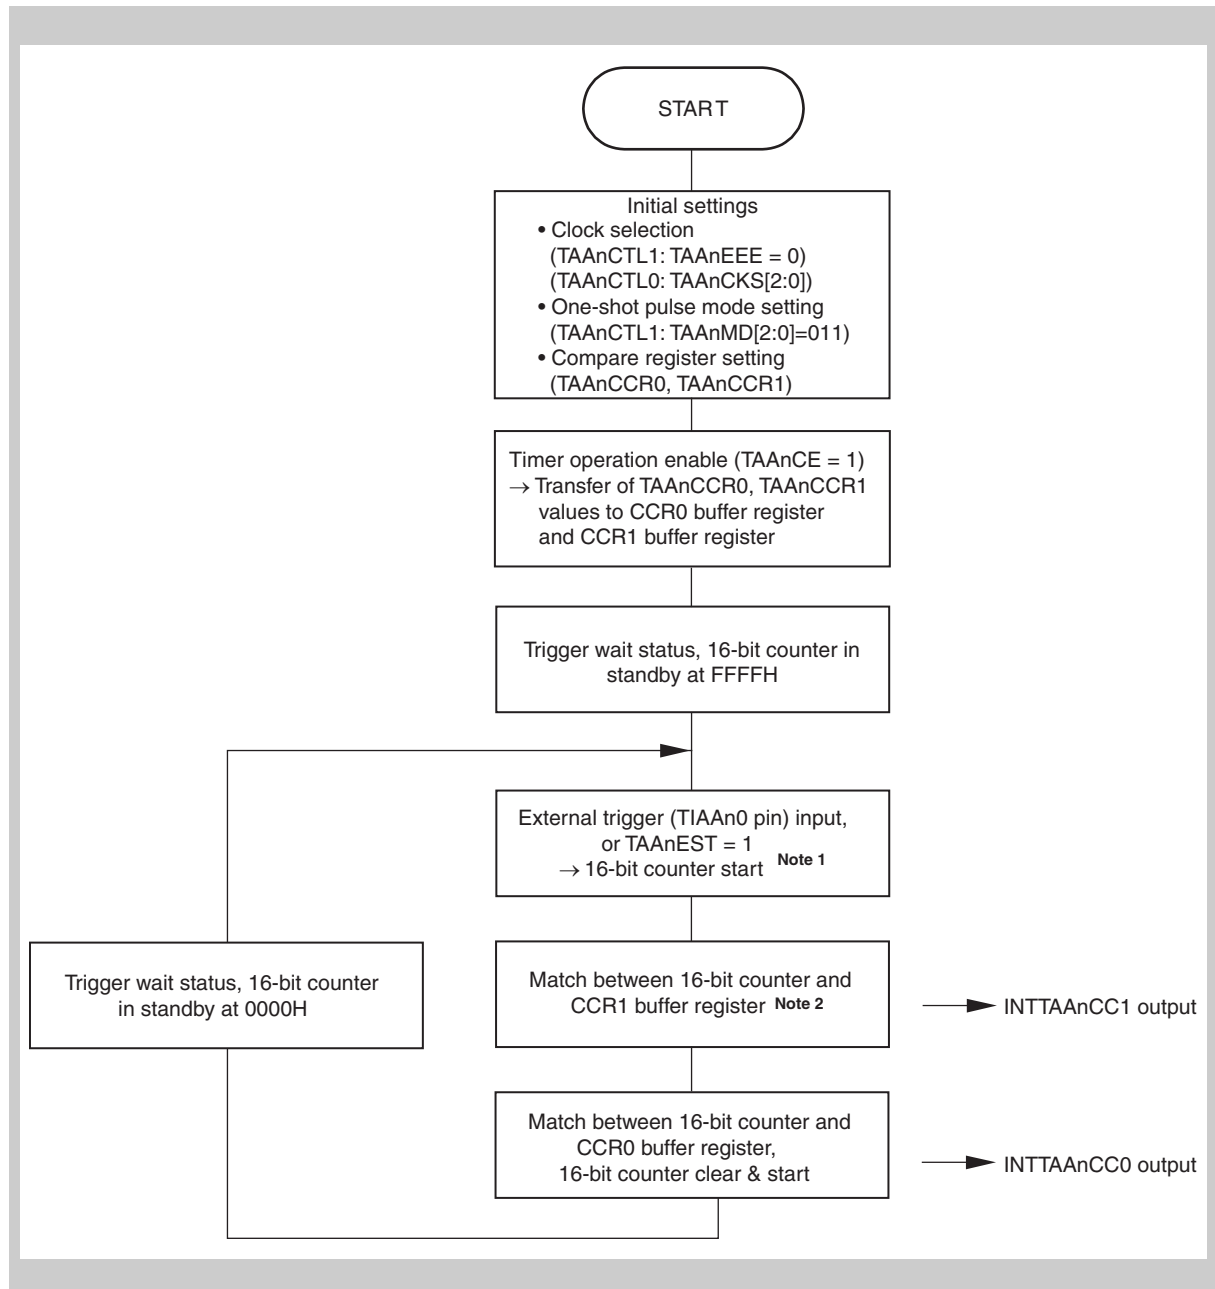 START
Initial settings
• Clock selection
(TAAnCTL1: TAAnEEE = 0)
(TAAnCTL0: TAAnCKS[2:0])
• One-shot pulse mode setting
(TAAnCTL1: TAAnMD[2:0]=011)
• Compare register setting
(TAAnCCR0, TAAnCCR1)
Timer operation enable (TAAnCE = 1)
→ Transfer of TAAnCCR0, TAAnCCR1
values to CCR0 buffer register
and CCR1 buffer register
Trigger wait status, 16-bit counter in
standby at FFFFH
External trigger (TIAAn0 pin) input,
or TAAnEST = 1
→ 16-bit counter start Note 1
Trigger wait status, 16-bit counter
in standby at 0000H
Match between 16-bit counter and
CCR1 buffer register Note 2
INTTAAnCC1 output
Match between 16-bit counter and
CCR0 buffer register,
16-bit counter clear & start
INTTAAnCC0 output